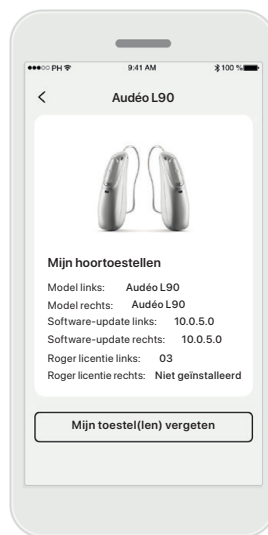 PH 9:41 AM 100 %
Audéo L90
Mijn hoortoestellen
Model links: Audéo L90
Model rechts: Audéo L90
Software-update links: 10.0.5.0
Software-update rechts: 10.0.5.0
Roger licentie links: 03
Roger licentie rechts: Niet geïnstalleerd
Mijn toestel(len) vergeten